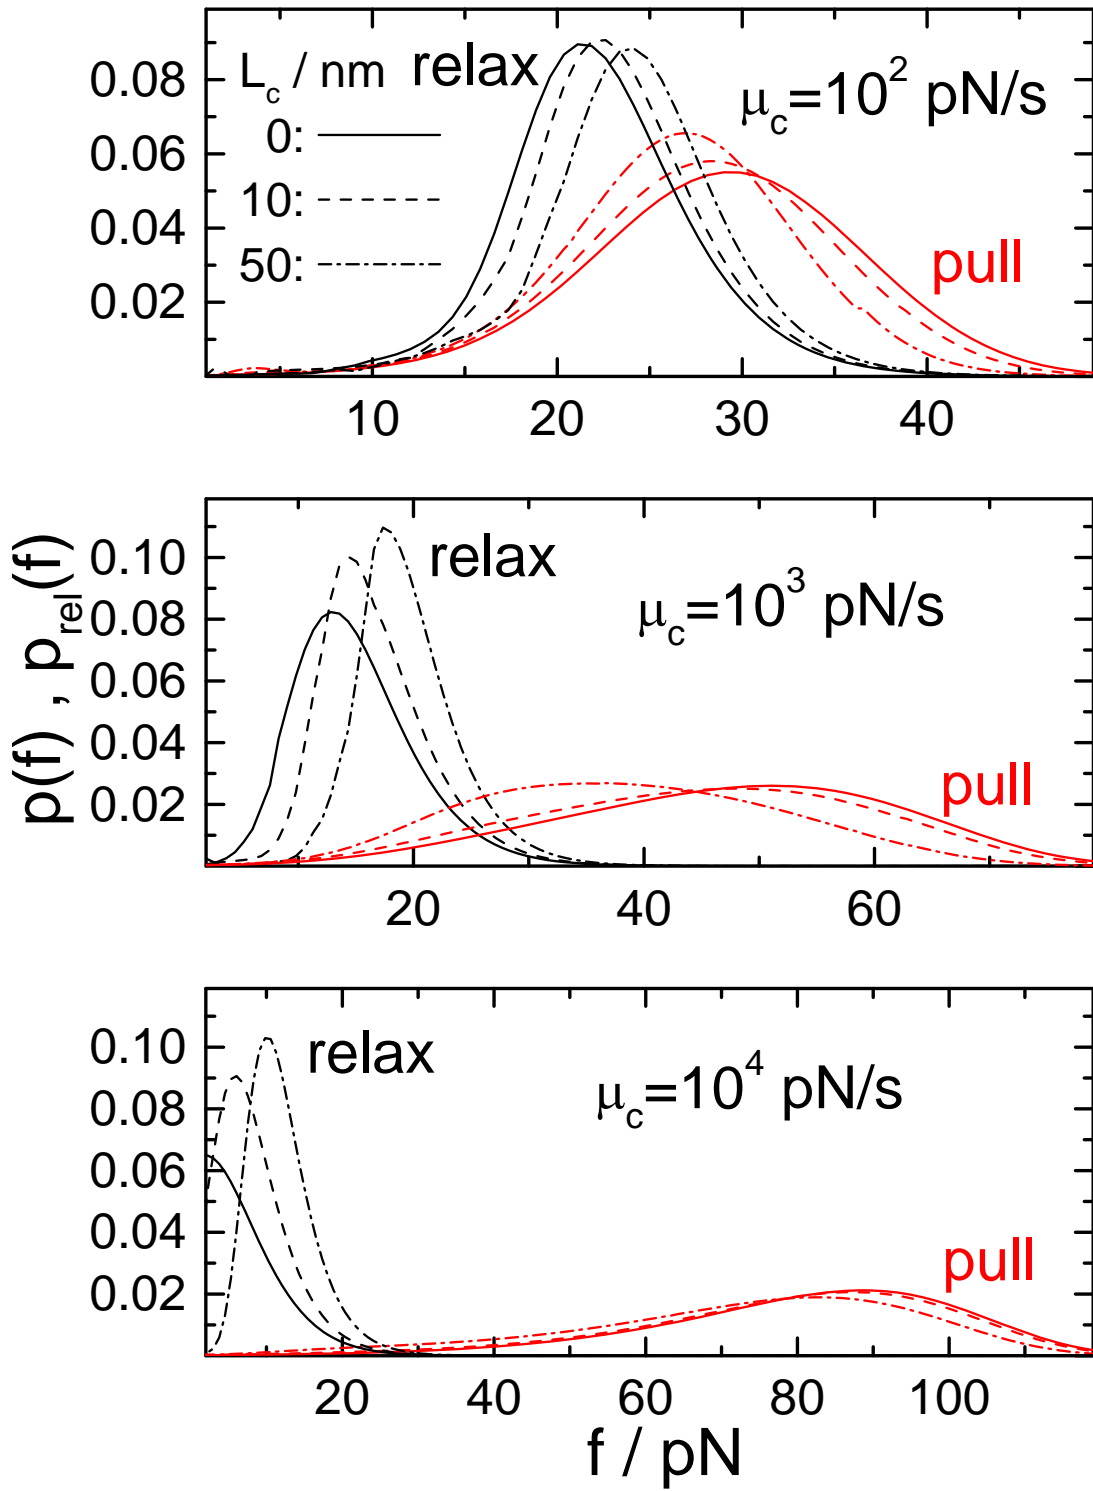 L_c / nm relax
0:
10:
50:
μ_c=10^2 pN/s
pull
0.08
0.06
0.04
0.02
10 20 30 40
p(f) , p_rel(f)
relax
μ_c=10^3 pN/s
pull
0.10
0.08
0.06
0.04
0.02
20 40 60
relax
μ_c=10^4 pN/s
pull
0.10
0.08
0.06
0.04
0.02
20 40 60 80 100
f / pN